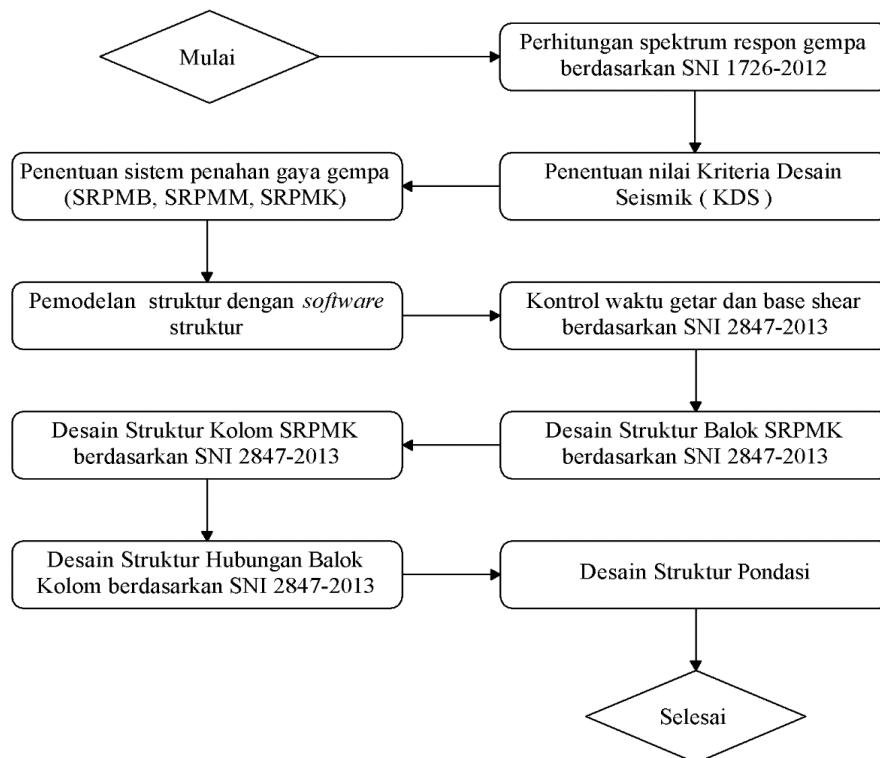 Mulai
Perhitungan spektrum respon gempa
berdasarkan SNI 1726-2012
Penentuan nilai Kriteria Desain
Seismik ( KDS )
Penentuan sistem penahan gaya gempa
(SRPMB, SRPMM, SRPMK)
Pemodelan struktur dengan software
struktur
Kontrol waktu getar dan base shear
berdasarkan SNI 2847-2013
Desain Struktur Balok SRPMK
berdasarkan SNI 2847-2013
Desain Struktur Kolom SRPMK
berdasarkan SNI 2847-2013
Desain Struktur Hubungan Balok
Kolom berdasarkan SNI 2847-2013
Desain Struktur Pondasi
Selesai